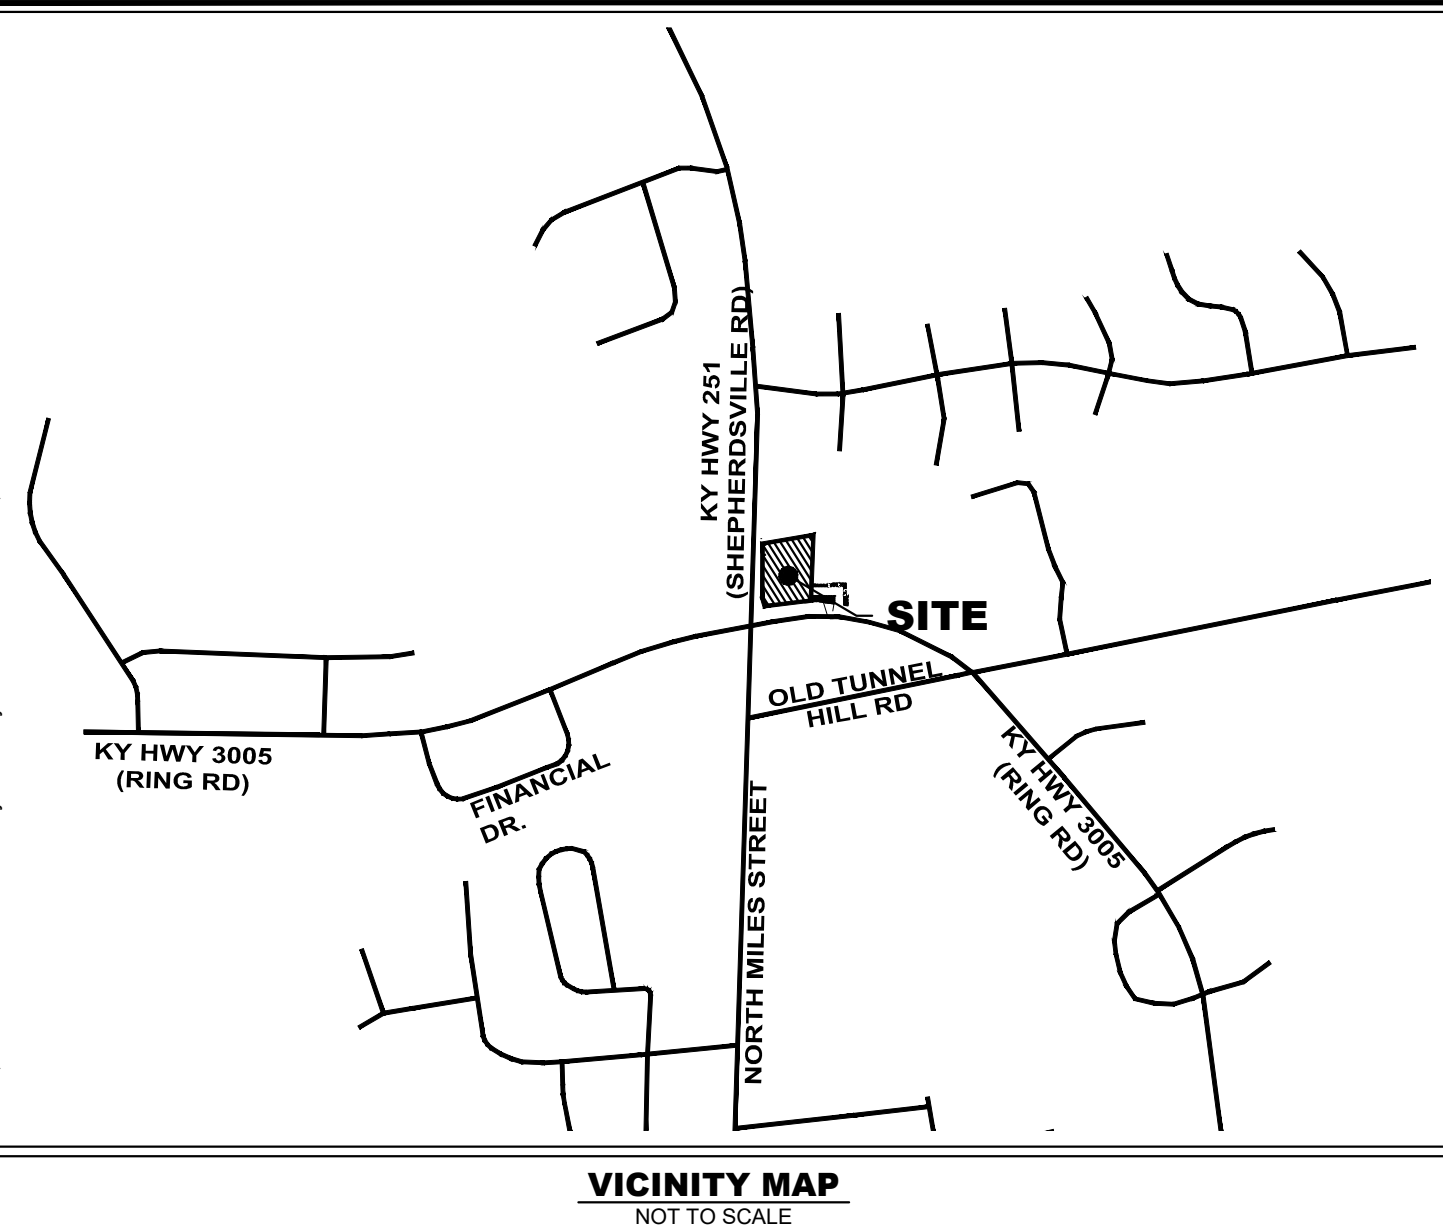 KY HWY 251
(SHEPHERDSVILLE RD)
SITE
OLD TUNNEL
HILL RD
KY HWY 3005
(RING RD)
FINANCIAL
DR.
KY HWY 3005
(RING RD)
NORTH MILES STREET
VICINITY MAP
NOT TO SCALE